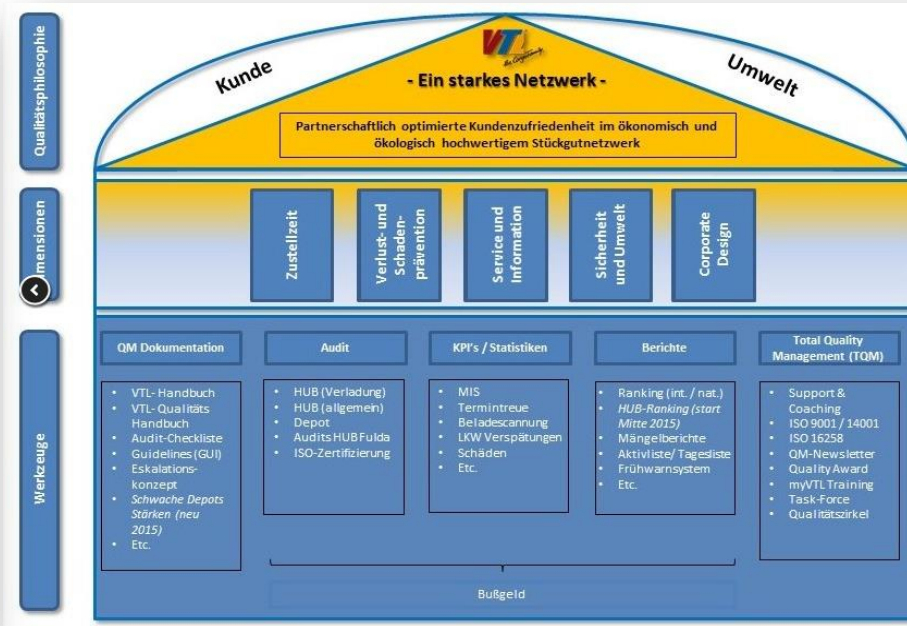 Qualitätsphilosophie
Kunde
Umwelt
VTL
- Ein starkes Netzwerk -
Partnerschaftlich optimierte Kundenzufriedenheit im ökonomisch und
ökologisch hochwertigem Stückgutnetzwerk
mensionen
Zustellzeit
Verlust- und
Schaden-
prävention
Service und
Information
Sicherheit
und Umwelt
Corporate
Design
Werkzeuge
QM Dokumentation
• VTL- Handbuch
• VTL- Qualitäts
Handbuch
• Audit-Checkliste
• Guidelines (GUI)
• Eskalations-
konzept
• Schwache Depots
Stärken (neu
2015)
• Etc.
Audit
• HUB (Verladung)
• HUB (allgemein)
• Depot
• Audits HUB Fulda
• ISO-Zertifizierung
KPI's / Statistiken
• MIS
• Termintreue
• Beladescannung
• LKW Verspätungen
• Schäden
• Etc.
Berichte
• Ranking (int. / nat.)
• HUB-Ranking (start
Mitte 2015)
• Mängelberichte
• Aktivliste/ Tagesliste
• Frühwarnsystem
• Etc.
Total Quality
Management (TQM)
• Support &
Coaching
• ISO 9001 / 14001
• ISO 16258
• QM-Newsletter
• Quality Award
• myVTL Training
• Task-Force
• Qualitätszirkel
Bußgeld